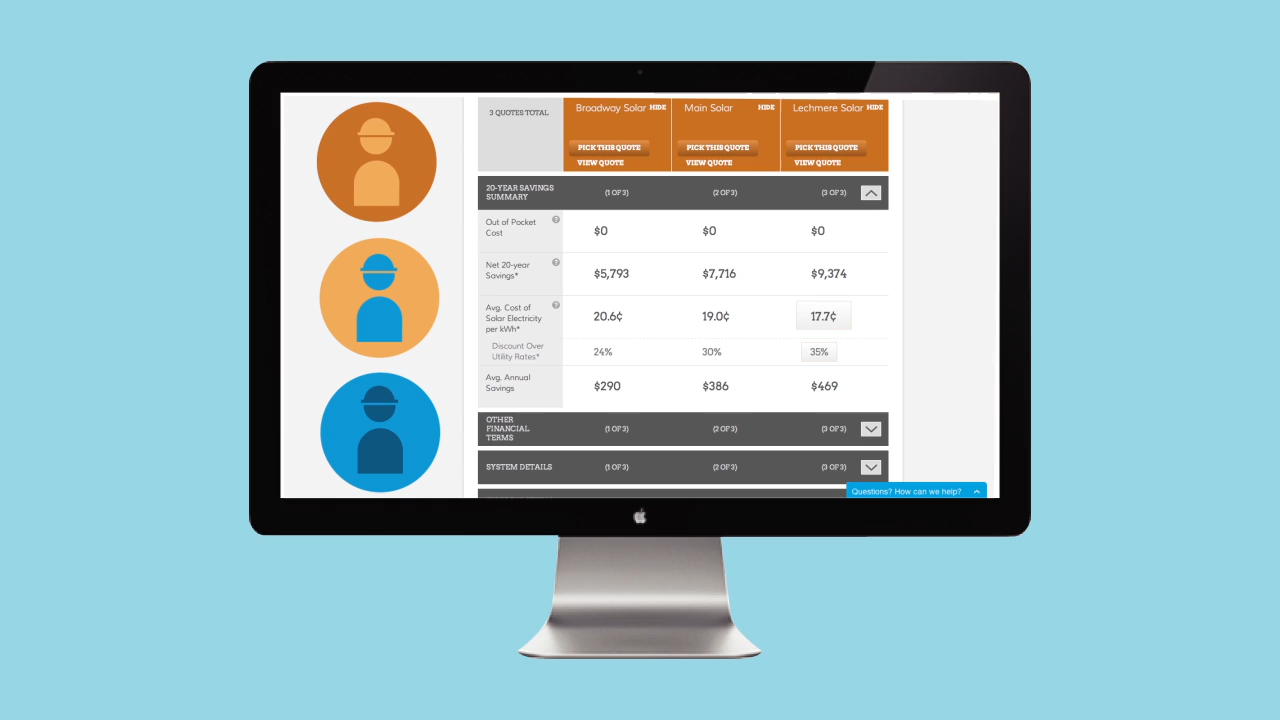 3 QUOTES TOTAL
Broadway Solar HIDE
Main Solar HIDE
Lechmere Solar HIDE
PICK THIS QUOTE
PICK THIS QUOTE
PICK THIS QUOTE
VIEW QUOTE
VIEW QUOTE
VIEW QUOTE
20-YEAR SAVINGS
SUMMARY
(1 OF 3)
(2 OF 3)
(3 OF 3)
Out of Pocket
Cost
?
$0
$0
$0
Net 20-year
Savings*
?
$5,793
$7,716
$9,374
Avg. Cost of
Solar Electricity
per kWh*
?
20.6¢
19.0¢
17.7¢
Discount Over
Utility Rates*
24%
30%
35%
Avg. Annual
Savings
$290
$386
$469
OTHER
FINANCIAL
TERMS
(1 OF 3)
(2 OF 3)
(3 OF 3)
SYSTEM DETAILS
(1 OF 3)
(2 OF 3)
(3 OF 3)
Questions? How can we help?